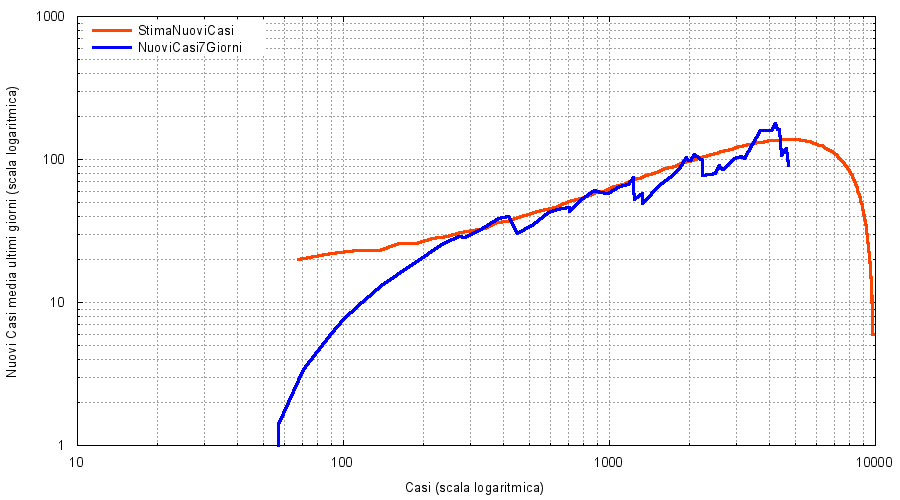 1000
StimaNuoviCasi
NuoviCasi7Giorni
100
10
1
Nuovi Casi media ultimi giorni (scala logaritmica)
10
100
1000
10000
Casi (scala logaritmica)